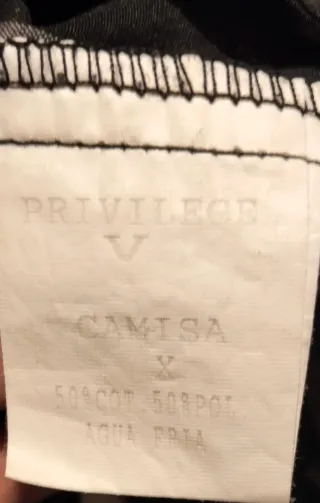 PRIVILEGE
V
CAMISA
X
50%COT.50%POL
AGUA FRIA